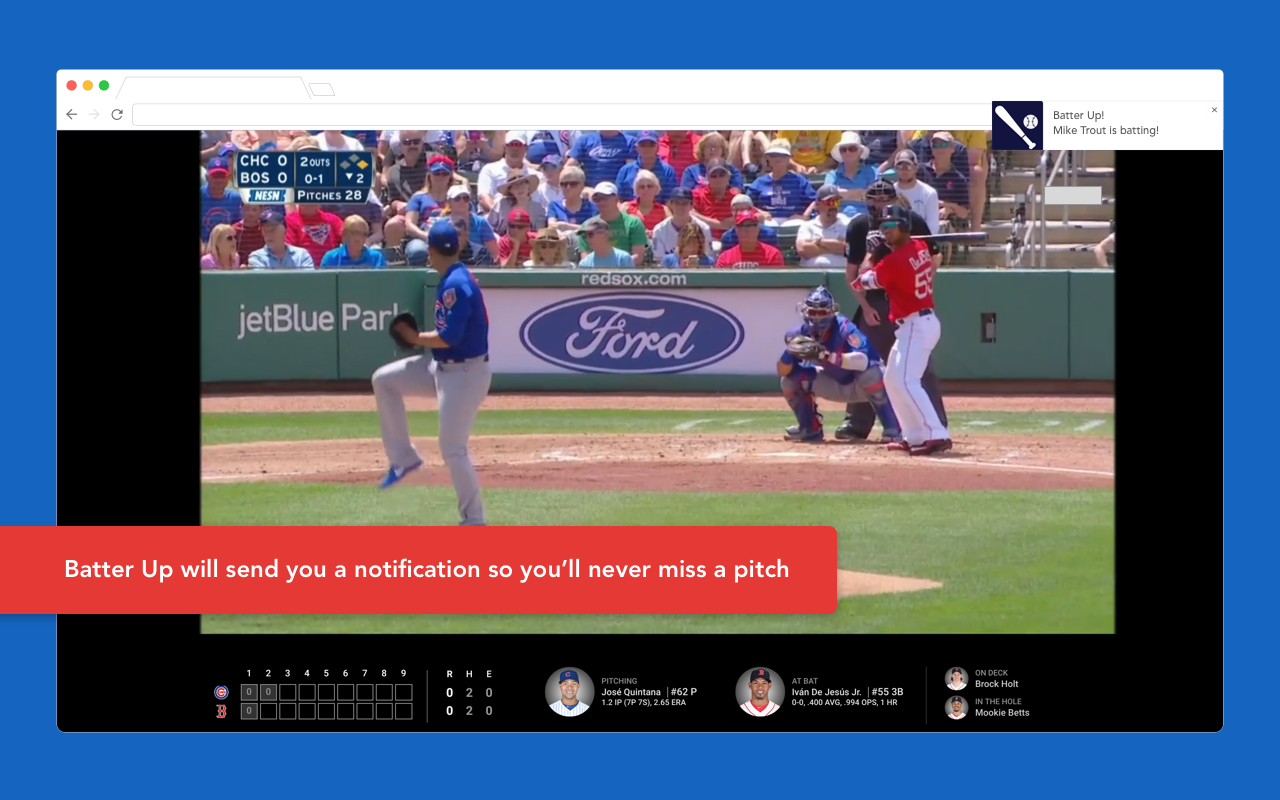 Batter Up!
Mike Trout is batting!
CHC 0
BOS 0
2 OUTS
0-1
▼ 2
NESN
PITCHES 28
redsox.com
jetBlue Park
Ford
55
Batter Up will send you a notification so you’ll never miss a pitch
1 2 3 4 5 6 7 8 9
R H E
0 0
0 2 0
0
0 2 0
PITCHING
José Quintana | #62 P
1.2 IP (7P 7S), 2.65 ERA
AT BAT
Iván De Jesús Jr. | #55 3B
0-0, .400 AVG, .994 OPS, 1 HR
ON DECK
Brock Holt
IN THE HOLE
Mookie Betts